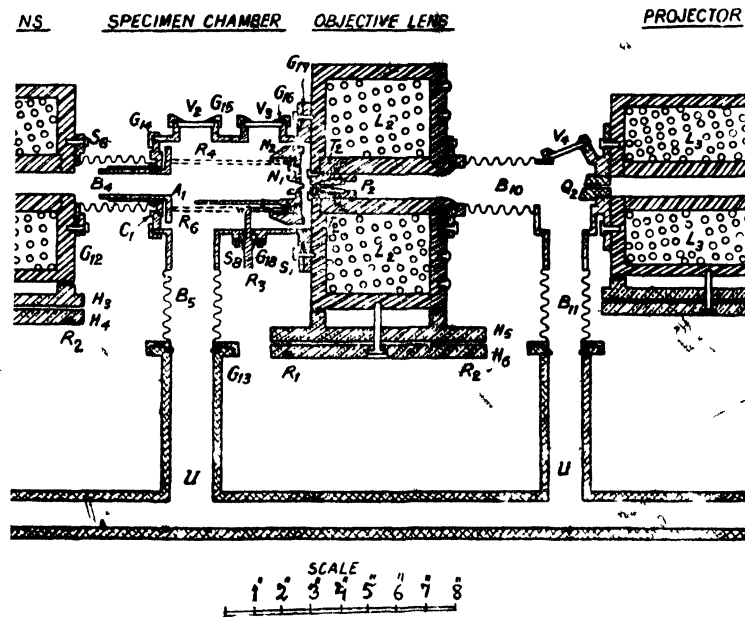 NS SPECIMEN CHAMBER OBJECTIVE LENS PROJECTOR
G17
G14 V2 G15 V3 G16
S8 R4 N2 L2 T2 V4 L3
B4 A1 N1 P2 B10 Q2
C1 R6
G12 S8 G18 S1 L2 L3
R3
H3 B5 B11
H4 H5
R2 G13 R1 R2 H6
U U
SCALE
1" 2" 3" 4" 5" 6" 7" 8"